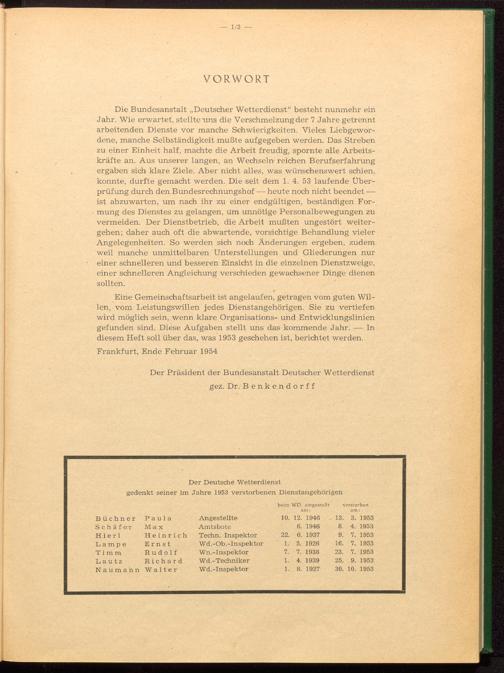 — 1/3 —
VORWORT
Die Bundesanstalt „Deutscher Wetterdienst“ besteht nunmehr ein
Jahr. Wie erwartet, stellte uns die Verschmelzung der 7 Jahre getrennt
arbeitenden Dienste vor manche Schwierigkeiten. Vieles Liebgewor-
dene, manche Selbständigkeit mußte aufgegeben werden. Das Streben
zu einer Einheit half, machte die Arbeit freudig, spornte alle Arbeits-
kräfte an. Aus unserer langen, an Wechseln reichen Berufserfahrung
ergaben sich klare Ziele. Aber nicht alles, was wünschenswert schien,
konnte, durfte gemacht werden. Die seit dem 1. 4. 53 laufende Über-
prüfung durch den Bundesrechnungshof — heute noch nicht beendet —
ist abzuwarten, um nach ihr zu einer endgültigen, beständigen For-
mung des Dienstes zu gelangen, um unnötige Personalbewegungen zu
vermeiden. Der Dienstbetrieb, die Arbeit mußten ungestört weiter-
gehen; daher auch oft die abwartende, vorsichtige Behandlung vieler
Angelegenheiten. So werden sich noch Änderungen ergeben, zudem
weil manche unmittelbaren Unterstellungen und Gliederungen nur
einer schnelleren und besseren Einsicht in die einzelnen Dienstzweige,
einer schnelleren Angleichung verschieden gewachsener Dinge dienen
sollten.
Eine Gemeinschaftsarbeit ist angelaufen, getragen vom guten Wil-
len, vom Leistungswillen jedes Dienstangehörigen. Sie zu vertiefen
wird möglich sein, wenn klare Organisations- und Entwicklungslinien
gefunden sind. Diese Aufgaben stellt uns das kommende Jahr. — In
diesem Heft soll über das, was 1953 geschehen ist, berichtet werden.
Frankfurt, Ende Februar 1954
Der Präsident der Bundesanstalt Deutscher Wetterdienst
gez. Dr. Benkendorff
Der Deutsche Wetterdienst
gedenkt seiner im Jahre 1953 verstorbenen Dienstangehörigen
beim WD. angestellt am: verstorben am:
Büchner Paula Angestellte 10. 12. 1946 13. 3. 1953
Schäfer Max Amtsbote 6. 1946 8. 4. 1953
Hierl Heinrich Techn. Inspektor 22. 6. 1937 9. 7. 1953
Lampe Ernst Wd.-Ob.-Inspektor 1. 3. 1926 16. 7. 1953
Timm Rudolf Wn.-Inspektor 7. 7. 1938 23. 7. 1953
Lautz Richard Wd.-Techniker 1. 4. 1939 25. 9. 1953
Naumann Walter Wd.-Inspektor 1. 8. 1927 30. 10. 1953